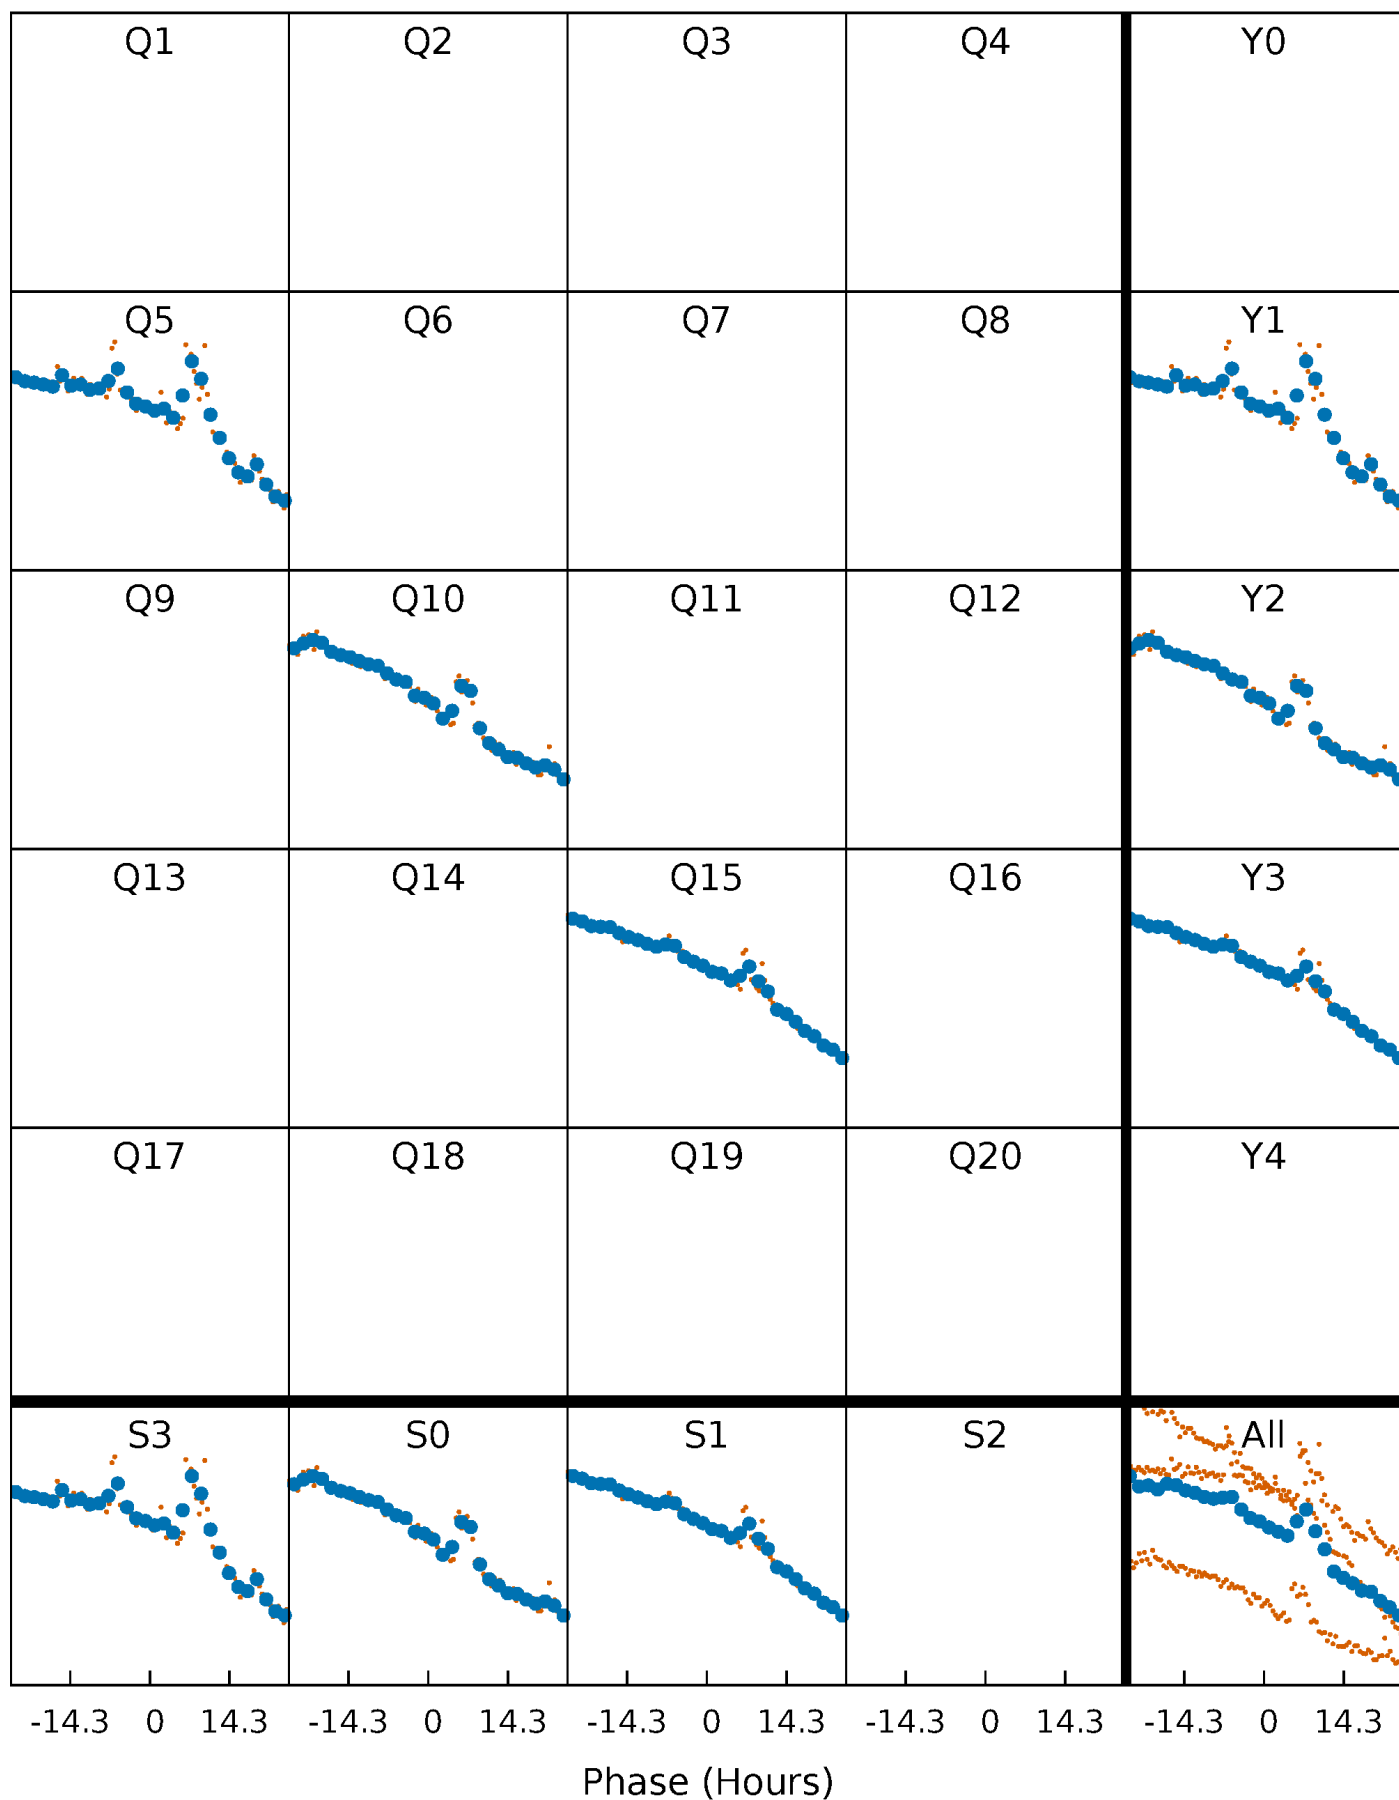 Q1 Q2 Q3 Q4 Y0
Q5 Q6 Q7 Q8 Y1
Q9 Q10 Q11 Q12 Y2
Q13 Q14 Q15 Q16 Y3
Q17 Q18 Q19 Q20 Y4
S3 S0 S1 S2 All
-14.3 0 14.3 -14.3 0 14.3 -14.3 0 14.3 -14.3 0 14.3 -14.3 0 14.3
Phase (Hours)